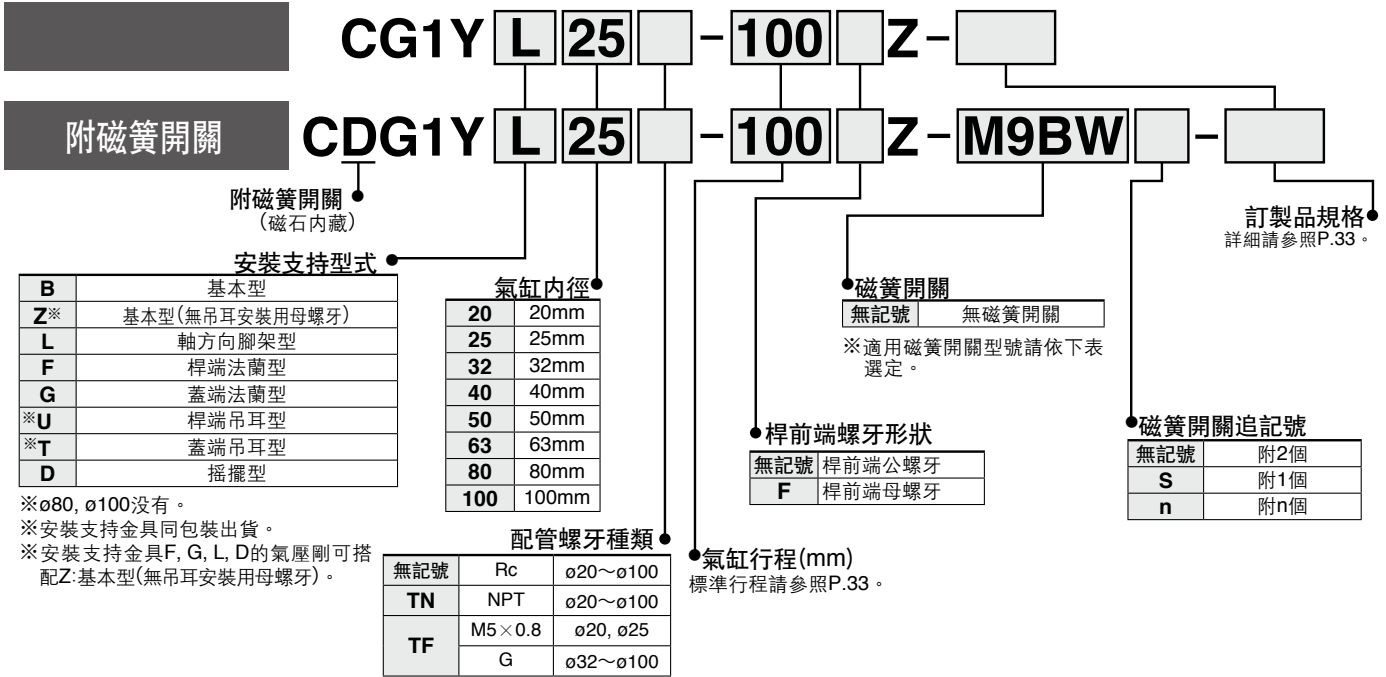 CG1Y L 25 - 100 Z-
附磁簧開關 CDG1Y L 25 - 100 Z- M9BW -
附磁簧開關
(磁石内藏)
安裝支持型式
B 基本型
Z※ 基本型(無吊耳安裝用母螺牙)
L 軸方向腳架型
F 桿端法蘭型
G 蓋端法蘭型
※U 桿端吊耳型
※T 蓋端吊耳型
D 摇擺型
※ø80, ø100没有。
※安裝支持金具同包裝出貨。
※安裝支持金具F, G, L, D的氣壓剛可搭
配Z:基本型(無吊耳安裝用母螺牙)。
氣缸内徑
20 20mm
25 25mm
32 32mm
40 40mm
50 50mm
63 63mm
80 80mm
100 100mm
配管螺牙種類
無記號 Rc ø20～ø100
TN NPT ø20～ø100
TF M5×0.8 ø20, ø25
G ø32～ø100
氣缸行程(mm)
標準行程請參照P.33。
桿前端螺牙形狀
無記號 桿前端公螺牙
F 桿前端母螺牙
磁簧開關
無記號 無磁簧開關
※適用磁簧開關型號請依下表
選定。
磁簧開關追記號
無記號 附2個
S 附1個
n 附n個
訂製品規格
詳細請參照P.33。